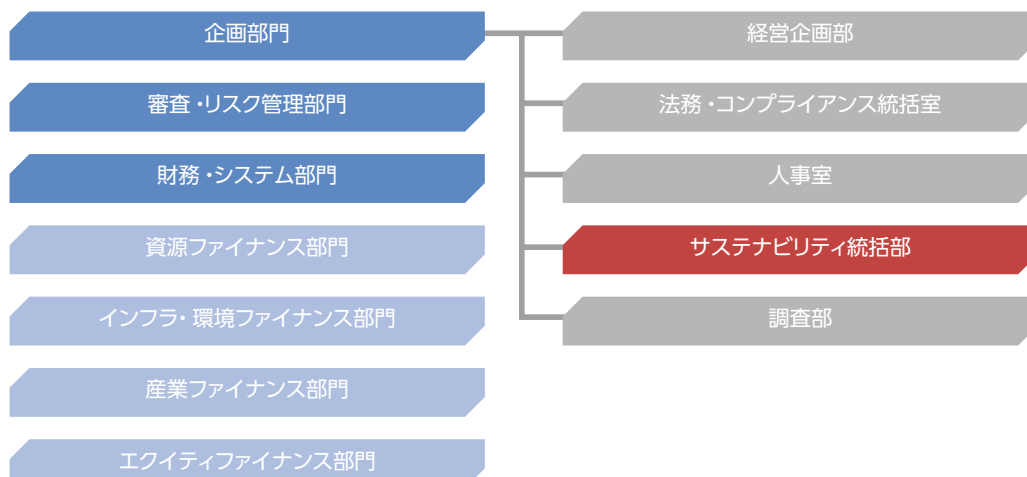 企画部門
審査・リスク管理部門
財務・システム部門
資源ファイナンス部門
インフラ・環境ファイナンス部門
産業ファイナンス部門
エクイティファイナンス部門
経営企画部
法務・コンプライアンス統括室
人事室
サステナビリティ統括部
調査部